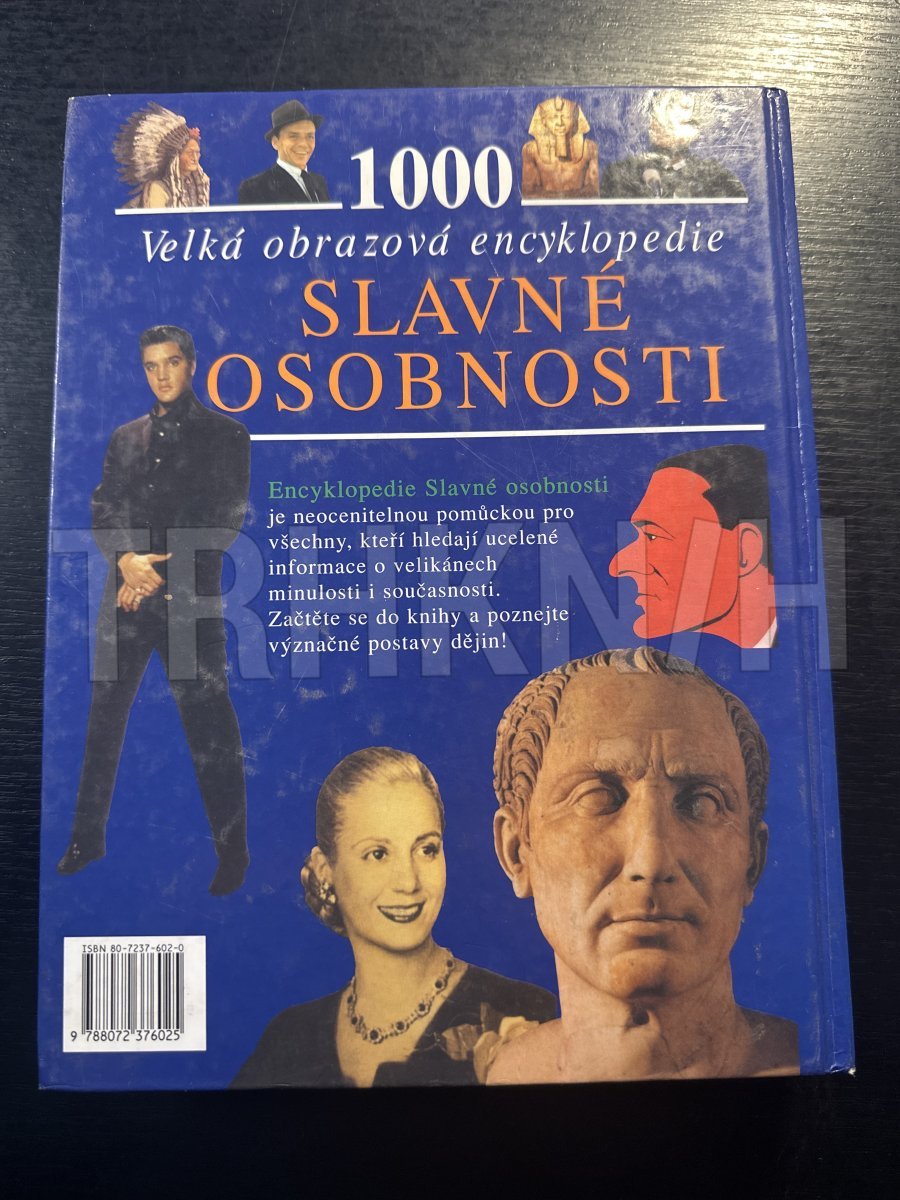 1000
Velká obrazová encyklopedie
SLAVNÉ
OSOBNOSTI
Encyklopedie Slavné osobnosti
je neocenitelnou pomůckou pro
všechny, kteří hledají ucelené
informace o velikánech
minulosti i současnosti.
Začtěte se do knihy a poznejte
význačné postavy dějin!
TRHKNIH
ISBN 80-7237-602-0
9 788072 376025